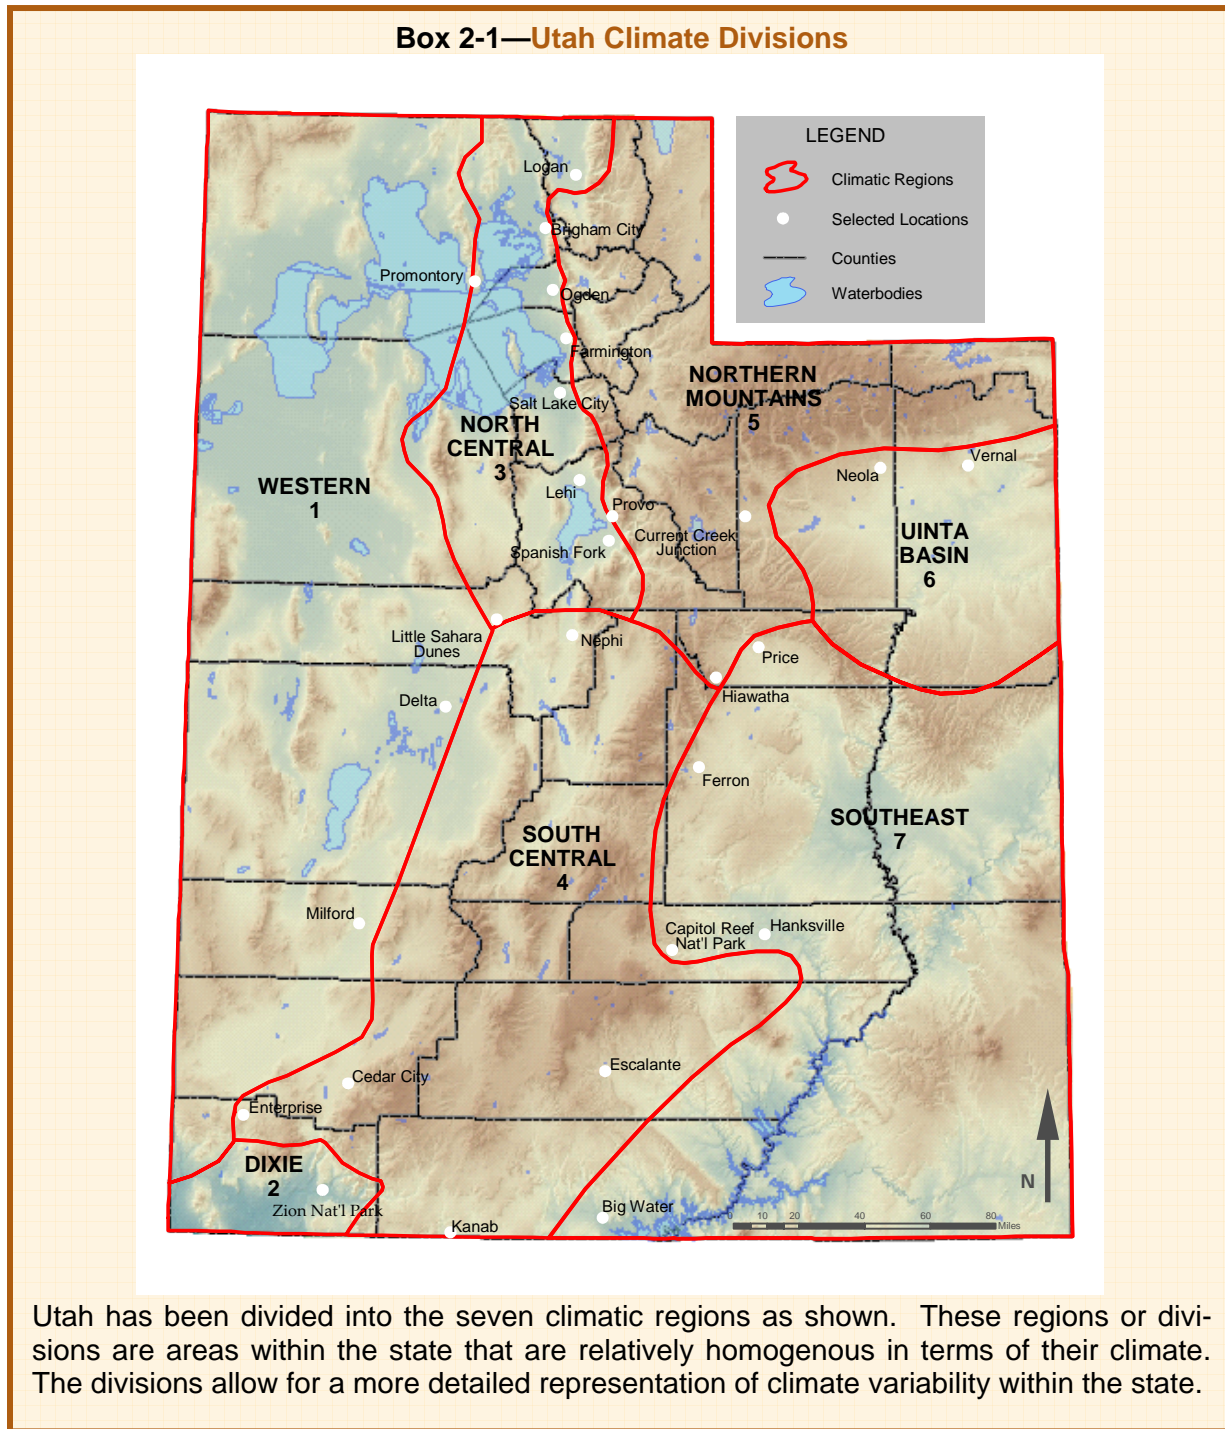 Box 2-1—Utah Climate Divisions
LEGEND
Climatic Regions
Selected Locations
Counties
Waterbodies
Logan
Brigham City
Promontory
Ogden
Farmington
NORTHERN
MOUNTAINS
5
Salt Lake City
NORTH
CENTRAL
3
Vernal
Neola
WESTERN
1
Lehi
Provo
UINTA
BASIN
6
Current Creek
Junction
Spanish Fork
Little Sahara
Dunes
Nephi
Price
Hiawatha
Delta
Ferron
SOUTHEAST
7
SOUTH
CENTRAL
4
Milford
Capitol Reef
Nat'l Park
Hanksville
Escalante
Cedar City
Enterprise
DIXIE
2
Zion Nat'l Park
N
Big Water
Kanab
0 10 20 40 60 80
Miles
Utah has been divided into the seven climatic regions as shown. These regions or divi-
sions are areas within the state that are relatively homogenous in terms of their climate.
The divisions allow for a more detailed representation of climate variability within the state.